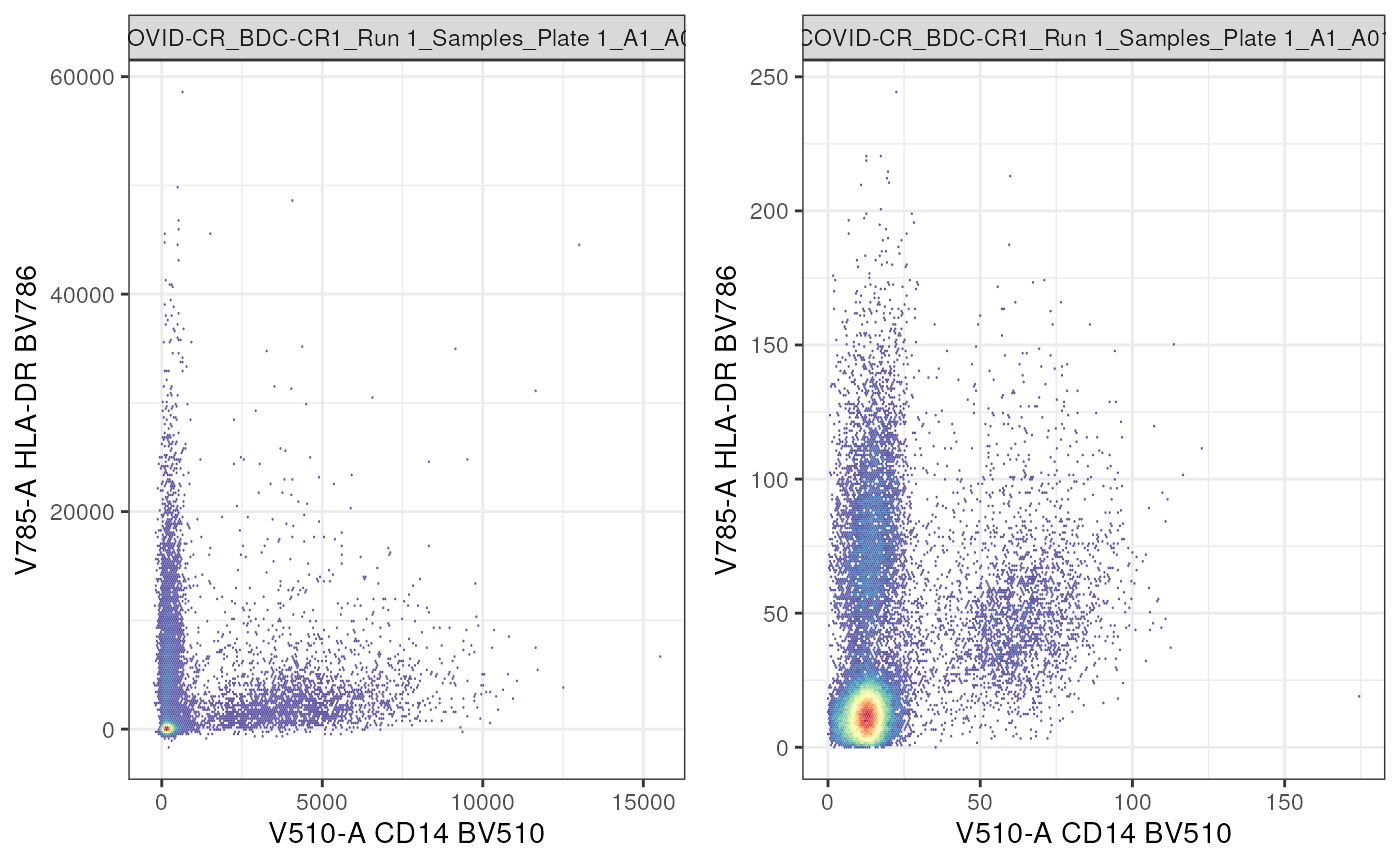 OVID-CR_BDC-CR1_Run 1_Samples_Plate 1_A1_A0
60000
40000
20000
0
V785-A HLA-DR BV786
0 5000 10000 15000
V510-A CD14 BV510
COVID-CR_BDC-CR1_Run 1_Samples_Plate 1_A1_A01
250
200
150
100
50
0
V785-A HLA-DR BV786
0 50 100 150
V510-A CD14 BV510